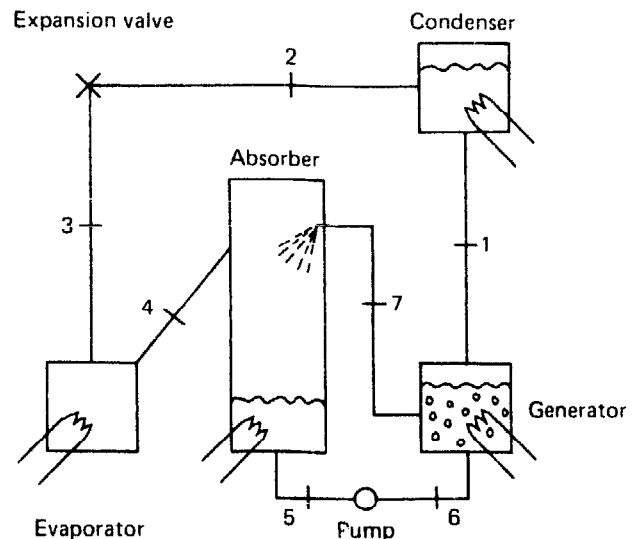 Expansion valve
Condenser
2
Absorber
3
1
4
7
Generator
5
6
Evaporator
Pump